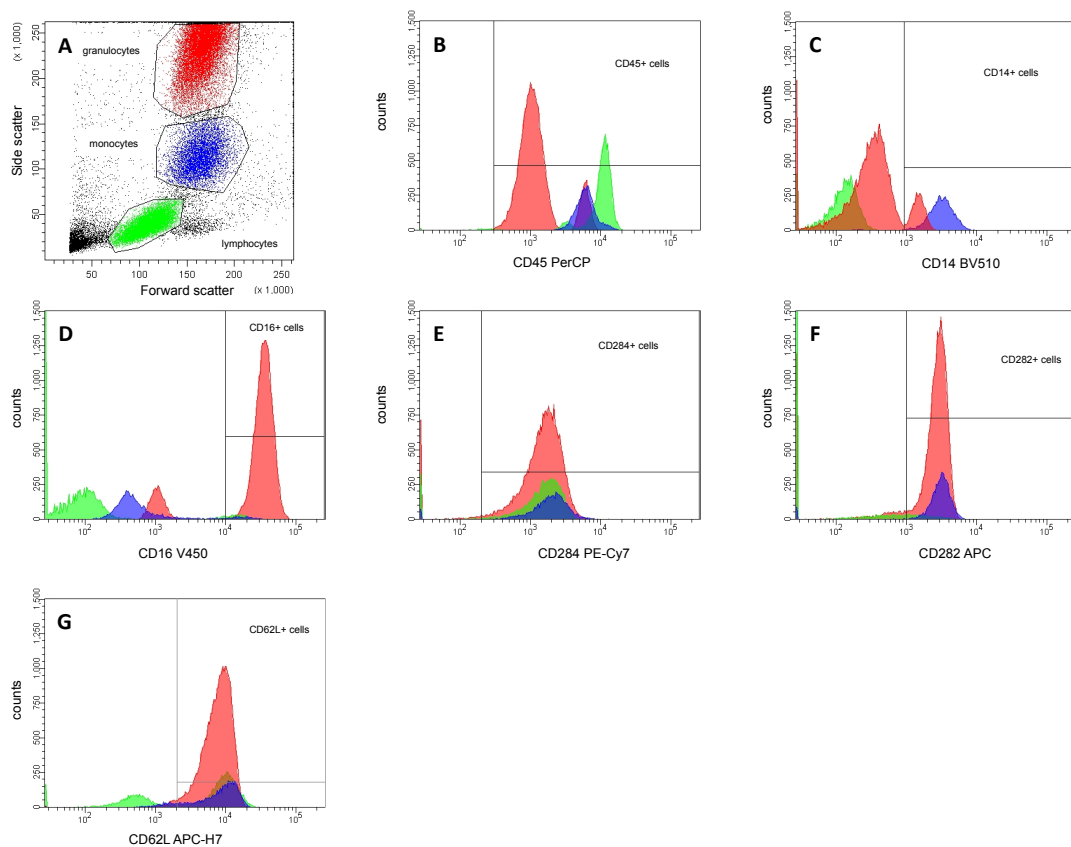 A
(x 1,000)
250
200
150
100
50
Side scatter
granulocytes
monocytes
lymphocytes
50 100 150 200 250
Forward scatter (x 1,000)
B
CD45+ cells
counts
1,500
1,250
1,000
750
500
250
0
10² 10³ 10⁴ 10⁵
CD45 PerCP
C
CD14+ cells
counts
1,500
1,250
1,000
750
500
250
0
10² 10³ 10⁴ 10⁵
CD14 BV510
D
CD16+ cells
counts
1,500
1,250
1,000
750
500
250
0
10² 10³ 10⁴ 10⁵
CD16 V450
E
CD284+ cells
counts
1,500
1,250
1,000
750
500
250
0
10² 10³ 10⁴ 10⁵
CD284 PE-Cy7
F
CD282+ cells
counts
1,500
1,250
1,000
750
500
250
0
10² 10³ 10⁴ 10⁵
CD282 APC
G
CD62L+ cells
counts
1,500
1,250
1,000
750
500
250
0
10² 10³ 10⁴ 10⁵
CD62L APC-H7